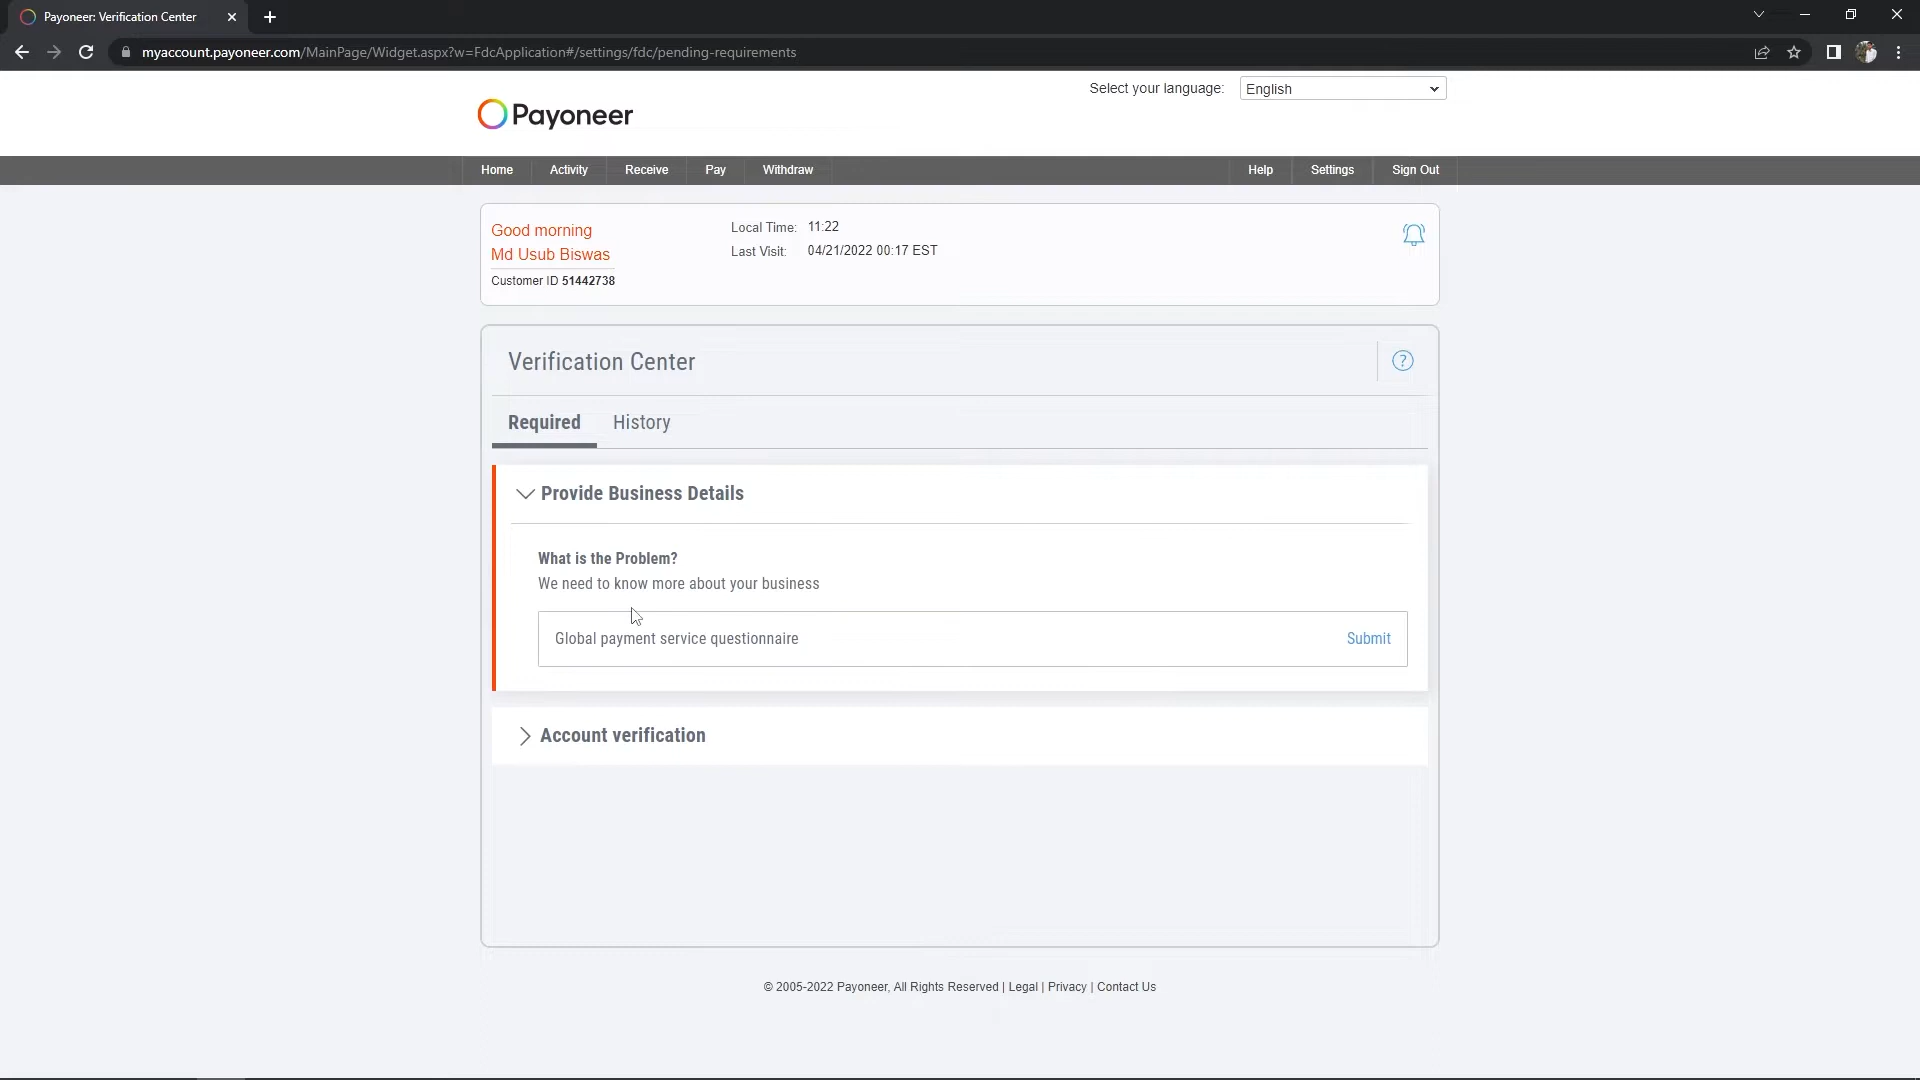 Payoneer: Verification Center
myaccount.payoneer.com/MainPage/Widget.aspx?w=FdcApplication#/settings/fdc/pending-requirements
Select your language: English
Payoneer
Home Activity Receive Pay Withdraw Help Settings Sign Out
Good morning
Md Usub Biswas
Customer ID 51442738
Local Time: 11:22
Last Visit: 04/21/2022 00:17 EST
Verification Center
?
Required History
Provide Business Details
What is the Problem?
We need to know more about your business
Global payment service questionnaire Submit
Account verification
© 2005-2022 Payoneer, All Rights Reserved | Legal | Privacy | Contact Us